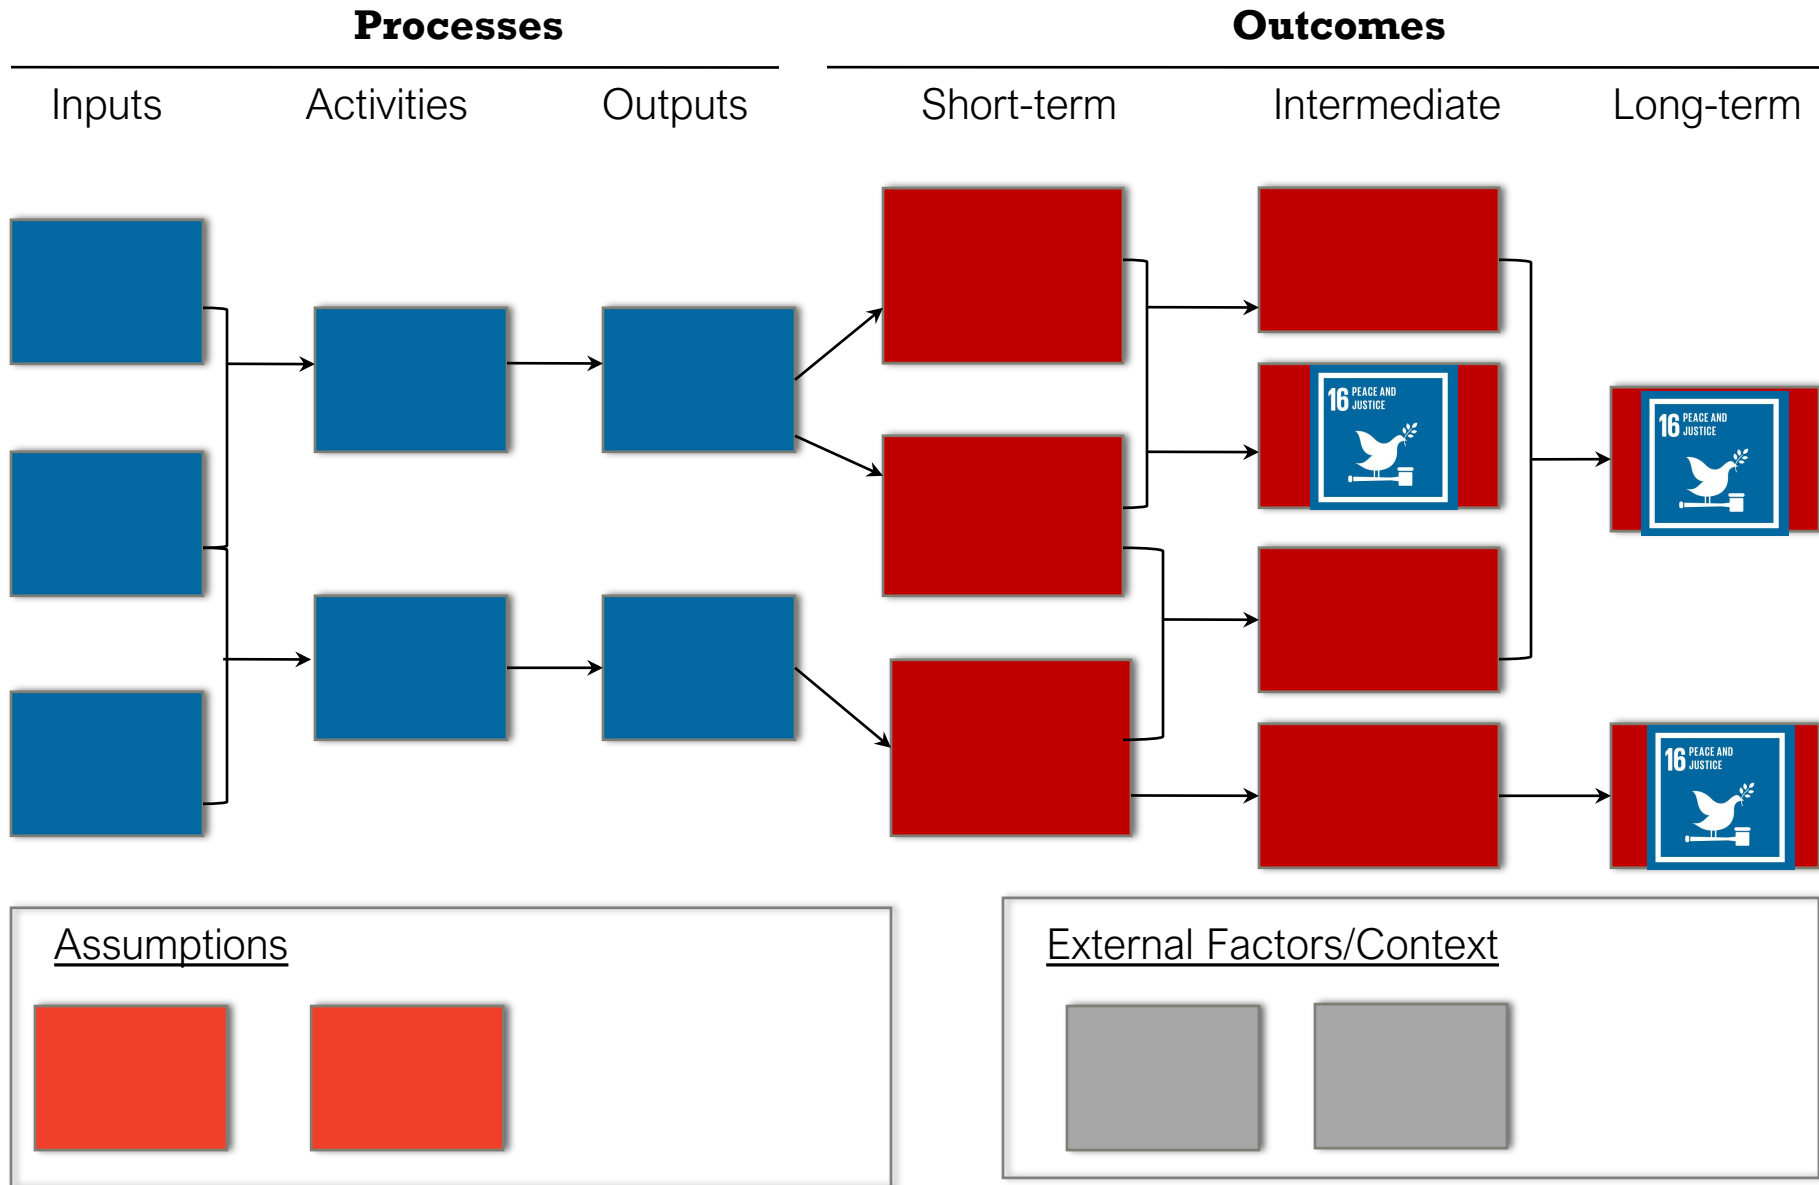 Processes
Outcomes
Inputs
Activities
Outputs
Short-term
Intermediate
Long-term
16 PEACE AND
JUSTICE
16 PEACE AND
JUSTICE
16 PEACE AND
JUSTICE
Assumptions
External Factors/Context